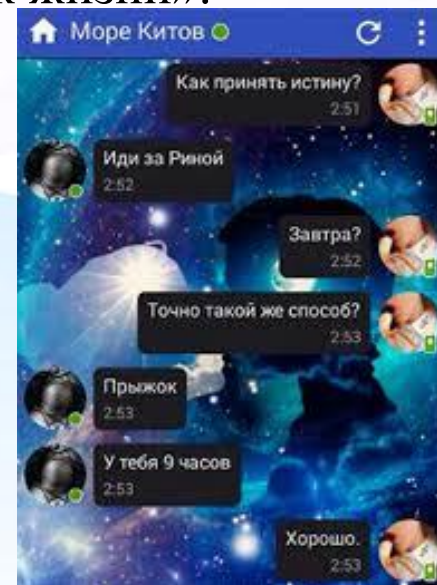 Море Китов
Как принять истину?
2:51
Иди за Риной
2:52
Завтра?
2:52
Точно такой же способ?
2:53
Прыжок
2:53
У тебя 9 часов
2:53
Хорошо.
2:53